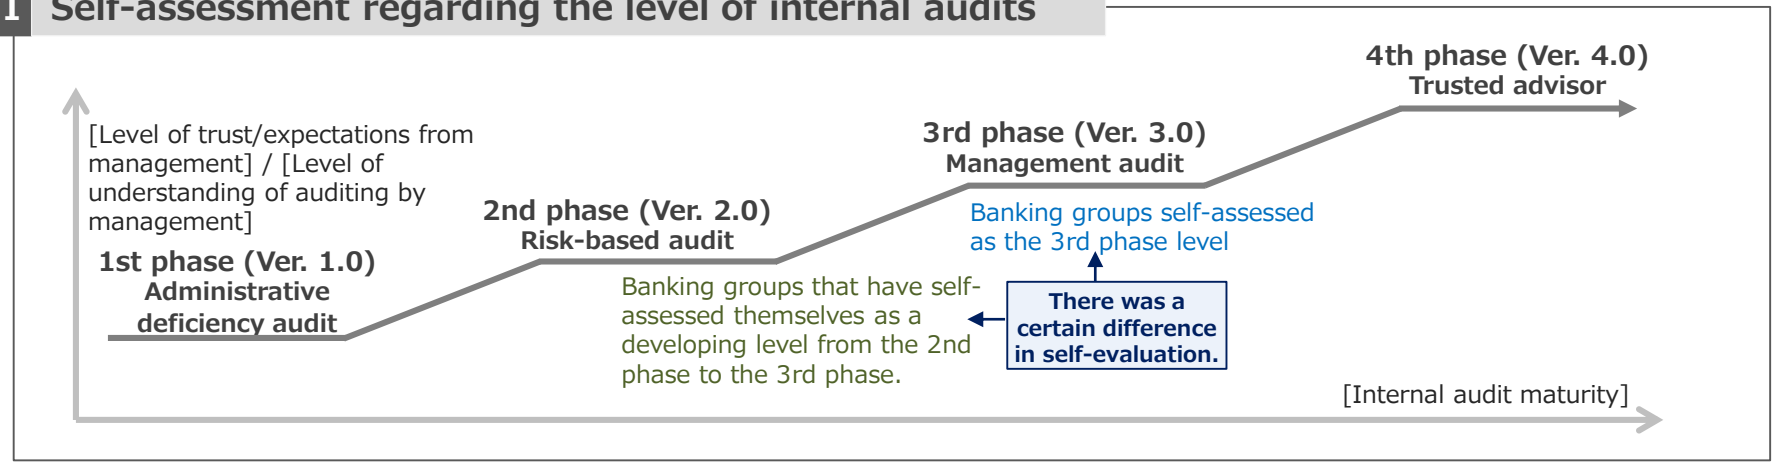 I Self-assessment regarding the level of internal audits
4th phase (Ver. 4.0)
Trusted advisor
[Level of trust/expectations from
management] / [Level of
understanding of auditing by
management]
3rd phase (Ver. 3.0)
Management audit
2nd phase (Ver. 2.0)
Risk-based audit
Banking groups self-assessed
as the 3rd phase level
1st phase (Ver. 1.0)
Administrative
deficiency audit
Banking groups that have self-
assessed themselves as a
developing level from the 2nd
phase to the 3rd phase.
There was a
certain difference
in self-evaluation.
[Internal audit maturity]